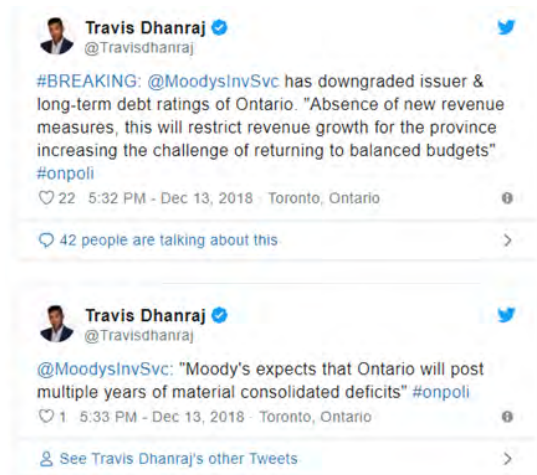 Travis Dhanraj
@Travisdhanraj
#BREAKING: @MoodysInvSvc has downgraded issuer &
long-term debt ratings of Ontario. "Absence of new revenue
measures, this will restrict revenue growth for the province
increasing the challenge of returning to balanced budgets"
#onpoli
22 5:32 PM - Dec 13, 2018 · Toronto, Ontario
42 people are talking about this
Travis Dhanraj
@Travisdhanraj
@MoodysInvSvc: "Moody's expects that Ontario will post
multiple years of material consolidated deficits" #onpoli
1 5:33 PM - Dec 13, 2018 · Toronto, Ontario
See Travis Dhanraj's other Tweets